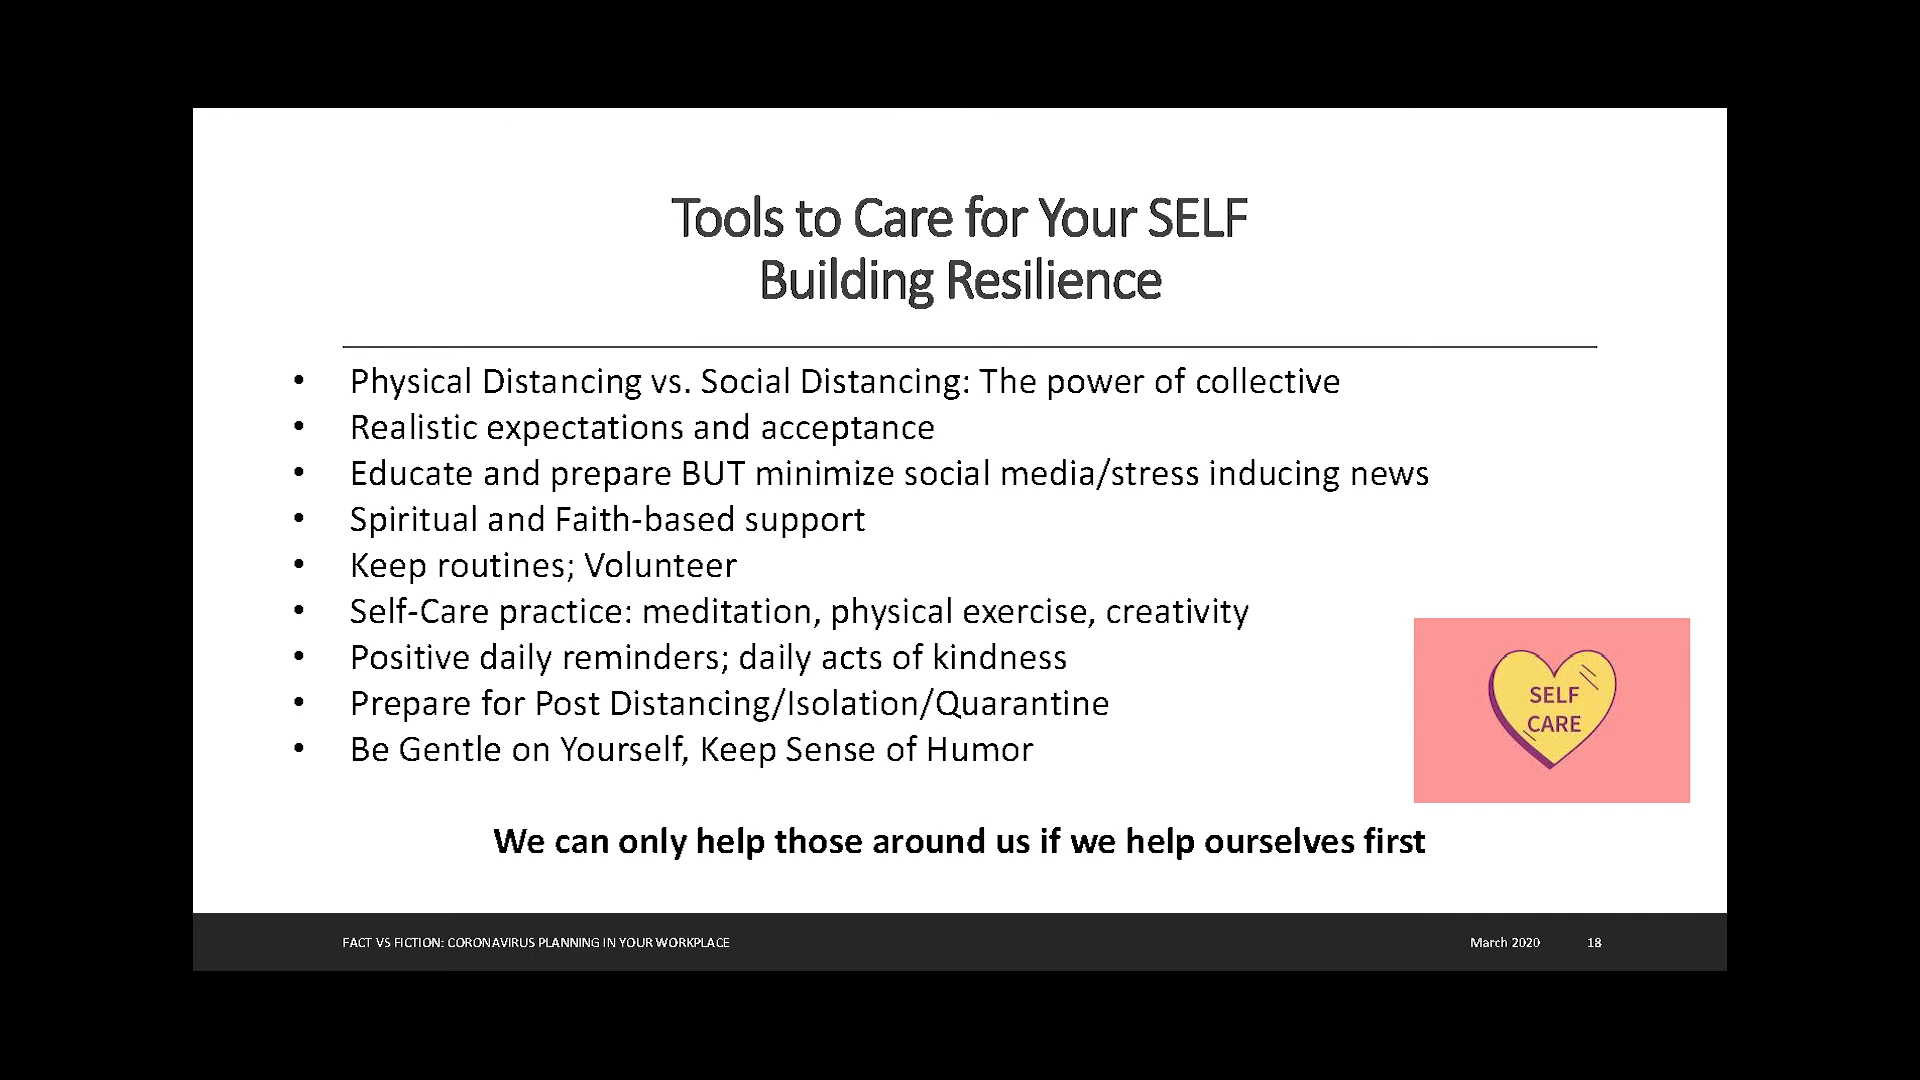 Tools to Care for Your SELF
Building Resilience
• Physical Distancing vs. Social Distancing: The power of collective
• Realistic expectations and acceptance
• Educate and prepare BUT minimize social media/stress inducing news
• Spiritual and Faith-based support
• Keep routines; Volunteer
• Self-Care practice: meditation, physical exercise, creativity
• Positive daily reminders; daily acts of kindness
• Prepare for Post Distancing/Isolation/Quarantine
• Be Gentle on Yourself, Keep Sense of Humor
SELF
CARE
We can only help those around us if we help ourselves first
FACT VS FICTION: CORONAVIRUS PLANNING IN YOUR WORKPLACE
March 2020
18